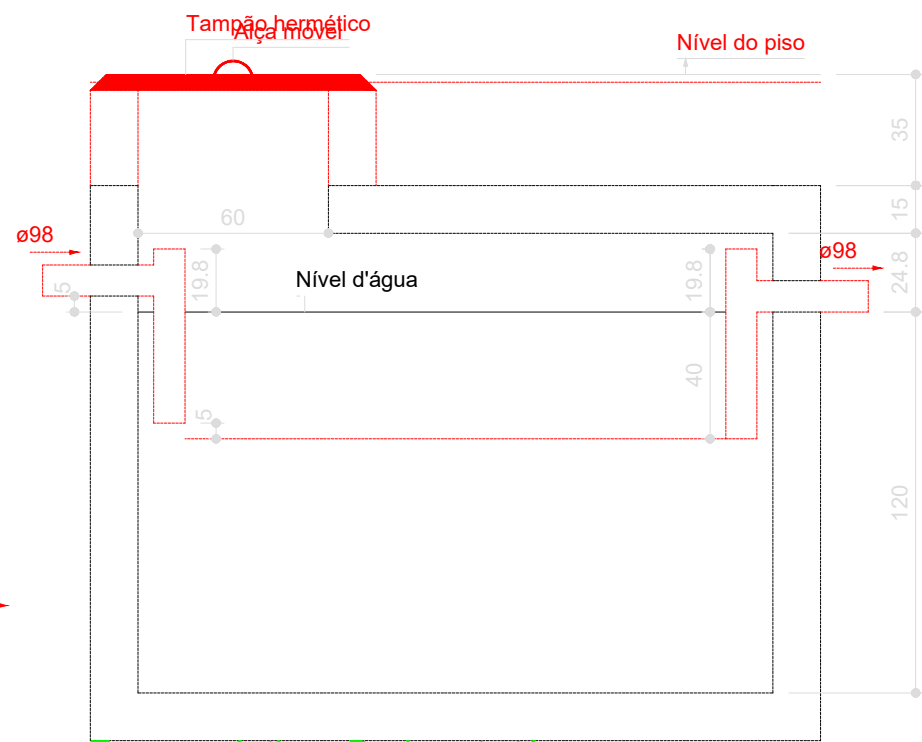 Tampão hermético
Alça móvel
Nível do piso
35
15
60
ø98
ø98
19.8
19.8
24.8
Nível d'água
5
40
5
120